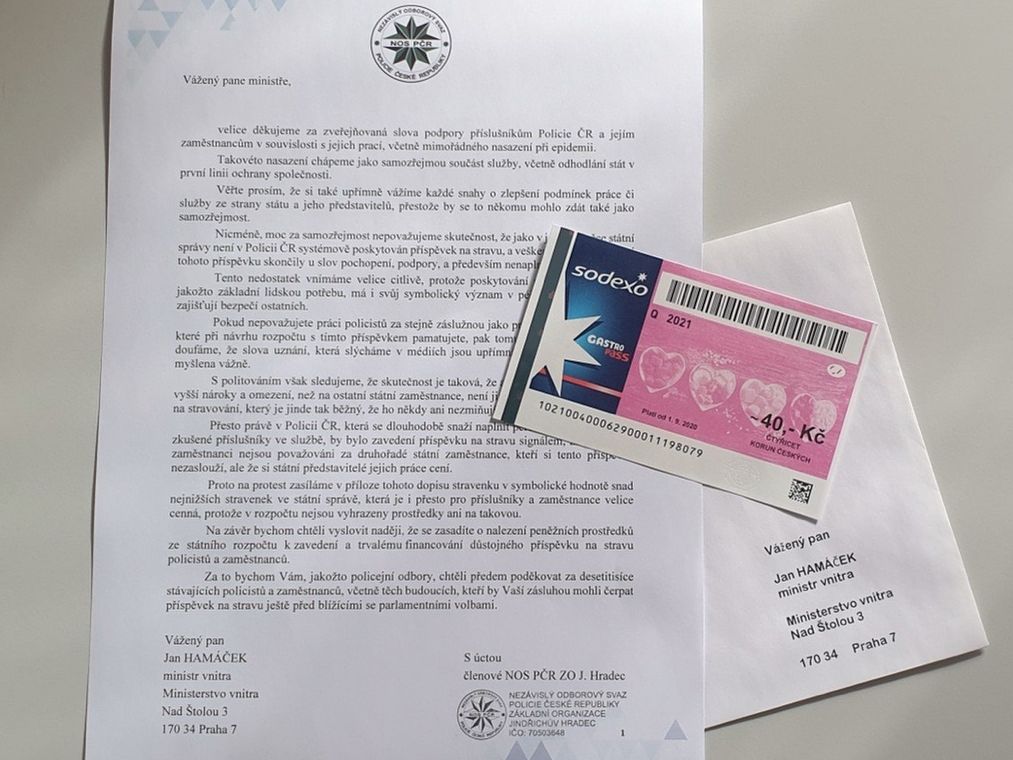 NEZÁVISLÝ ODBOROVÝ SVAZ
NOS PČR
POLICIE ČESKÉ REPUBLIKY
Vážený pane ministře,
velice děkujeme za zveřejňovaná slova podpory příslušníkům Policie ČR a jejím
zaměstnancům v souvislosti s jejich prací, včetně mimořádného nasazení při epidemii.
Takovéto nasazení chápeme jako samozřejmou součást služby, včetně odhodlání stát v
první linii ochrany společnosti.
Věřte prosím, že si také upřímně vážíme každé snahy o zlepšení podmínek práce či
služby ze strany státu a jeho představitelů, přestože by se to někomu mohlo zdát také jako
samozřejmost.
Nicméně, moc za samozřejmost nepovažujeme skutečnost, že jako v státní
správy není v Policii ČR systémově poskytován příspěvek na stravu, a
tohoto příspěvku skončily u slov pochopení, podpory, a především
Tento nedostatek vnímáme velice citlivě, protože poskytování
jakožto základní lidskou potřebu, má i svůj symbolický význam v
zajišťují bezpečí ostatních.
Pokud nepovažujete práci policistů za stejně záslužnou jako
které při návrhu rozpočtu s tímto příspěvkem pamatujete, pak
doufáme, že slova uznání, která slýcháme v médiích jsou
myšlena vážně.
S politováním však sledujeme, že skutečnost je taková, že
vyšší nároky a omezení, než na ostatní státní zaměstnance, není
na stravování, který je jinde tak běžný, že ho někdy ani
Přesto právě v Policii ČR, která se dlouhodobě snaží
zkušené příslušníky ve službě, by bylo zavedení příspěvku na stravu signálem,
zaměstnanci nejsou považováni za druhořadé státní zaměstnance, kteří si tento
nezaslouží, ale že si státní představitelé jejich práce cení.
Proto na protest zasíláme v příloze tohoto dopisu stravenku v symbolické hodnotě snad
nejnižších stravenek ve státní správě, která je i přesto pro příslušníky a zaměstnance velice
cenná, protože v rozpočtu nejsou vyhrazeny prostředky ani na takovou.
Na závěr bychom chtěli vyslovit naději, že se zasadíte o nalezení peněžních prostředků
ze státního rozpočtu k zavedení a trvalému financování důstojného příspěvku na stravu
policistů a zaměstnanců.
Za to bychom Vám, jakožto policejní odbory, chtěli předem poděkovat za desetitisíce
stávajících policistů a zaměstnanců, včetně těch budoucích, kteří by Vaší zásluhou mohli čerpat
příspěvek na stravu ještě před blížícími se parlamentními volbami.
Vážený pan
Jan HAMÁČEK
ministr vnitra
Ministerstvo vnitra
Nad Štolou 3
170 34 Praha 7
S úctou
členové NOS PČR ZO J. Hradec
NOS PČR
NEZÁVISLÝ ODBOROVÝ SVAZ
POLICIE ČESKÉ REPUBLIKY
ZÁKLADNÍ ORGANIZACE
JINDŘICHŮV HRADEC
IČO: 70503648
1
sodexo
GASTRO
Pass
Q 2021
Platí od 1. 9. 2020
~40,- Kč
ČTYŘICET
KORUN ČESKÝCH
102100400062900011198079
Vážený pan
Jan HAMÁČEK
ministr vnitra
Ministerstvo vnitra
Nad Štolou 3
170 34 Praha 7